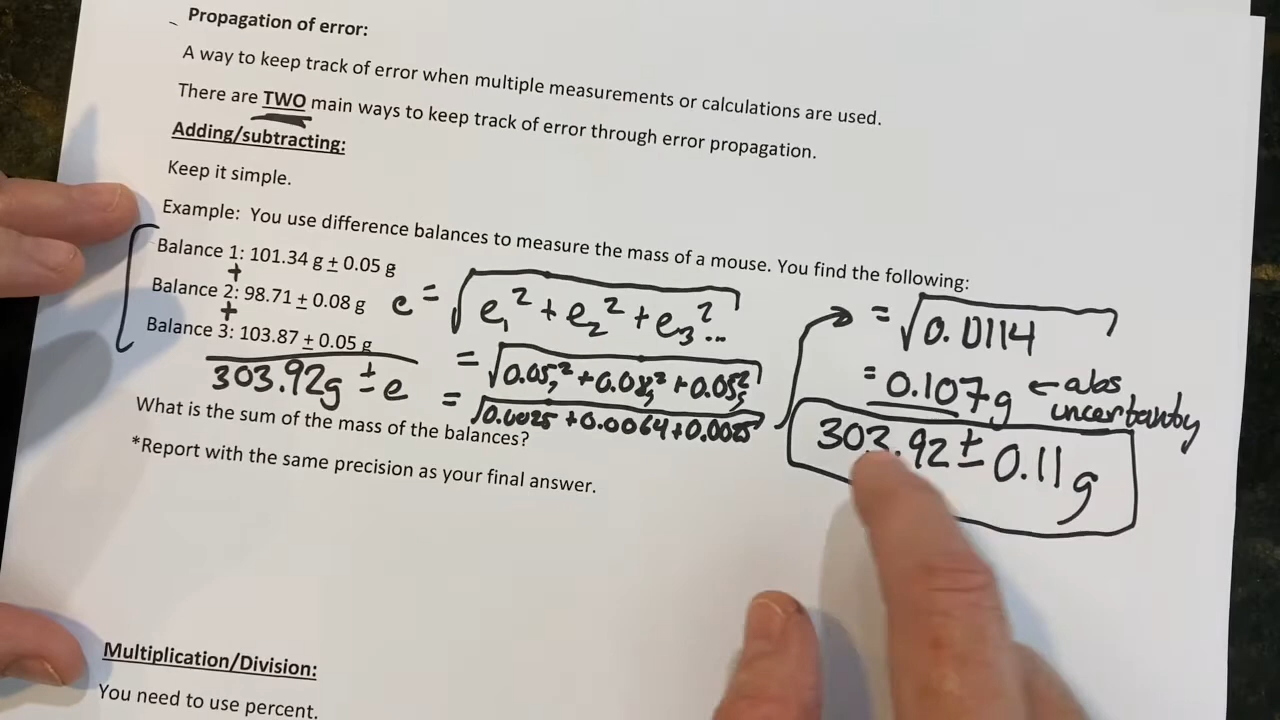 Propagation of error:
A way to keep track of error when multiple measurements or calculations are used.
There are TWO main ways to keep track of error through error propagation.
Adding/subtracting:
Keep it simple.
Example: You use difference balances to measure the mass of a mouse. You find the following:
Balance 1: 101.34 g ± 0.05 g
+
Balance 2: 98.71 ± 0.08 g
+
Balance 3: 103.87 ± 0.05 g
303.92g ± e
e = √e₁² + e₂² + e₃² ...
= √0.05² + 0.08² + 0.05²
= √0.0025 + 0.0064 + 0.0025
= √0.0114
= 0.107g ← abs
uncertainty
303.92 ± 0.11 g
What is the sum of the mass of the balances?
*Report with the same precision as your final answer.
Multiplication/Division:
You need to use percent.